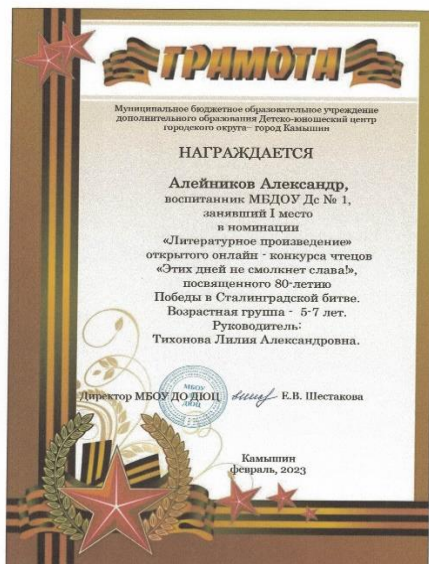 ГРАМОТА
Муниципальное бюджетное образовательное учреждение
дополнительного образования Детско-юношеский центр
городского округа– город Камышин
НАГРАЖДАЕТСЯ
Алейников Александр,
воспитанник МБДОУ Дс № 1,
занявший I место
в номинации
«Литературное произведение»
открытого онлайн - конкурса чтецов
«Этих дней не смолкнет слава!»,
посвященного 80-летию
Победы в Сталинградской битве.
Возрастная группа - 5-7 лет.
Руководитель:
Тихонова Лилия Александровна.
МБОУ
ДО
ДЮЦ
Директор МБОУ ДО ДЮЦ Е.В. Шестакова
Камышин
февраль, 2023